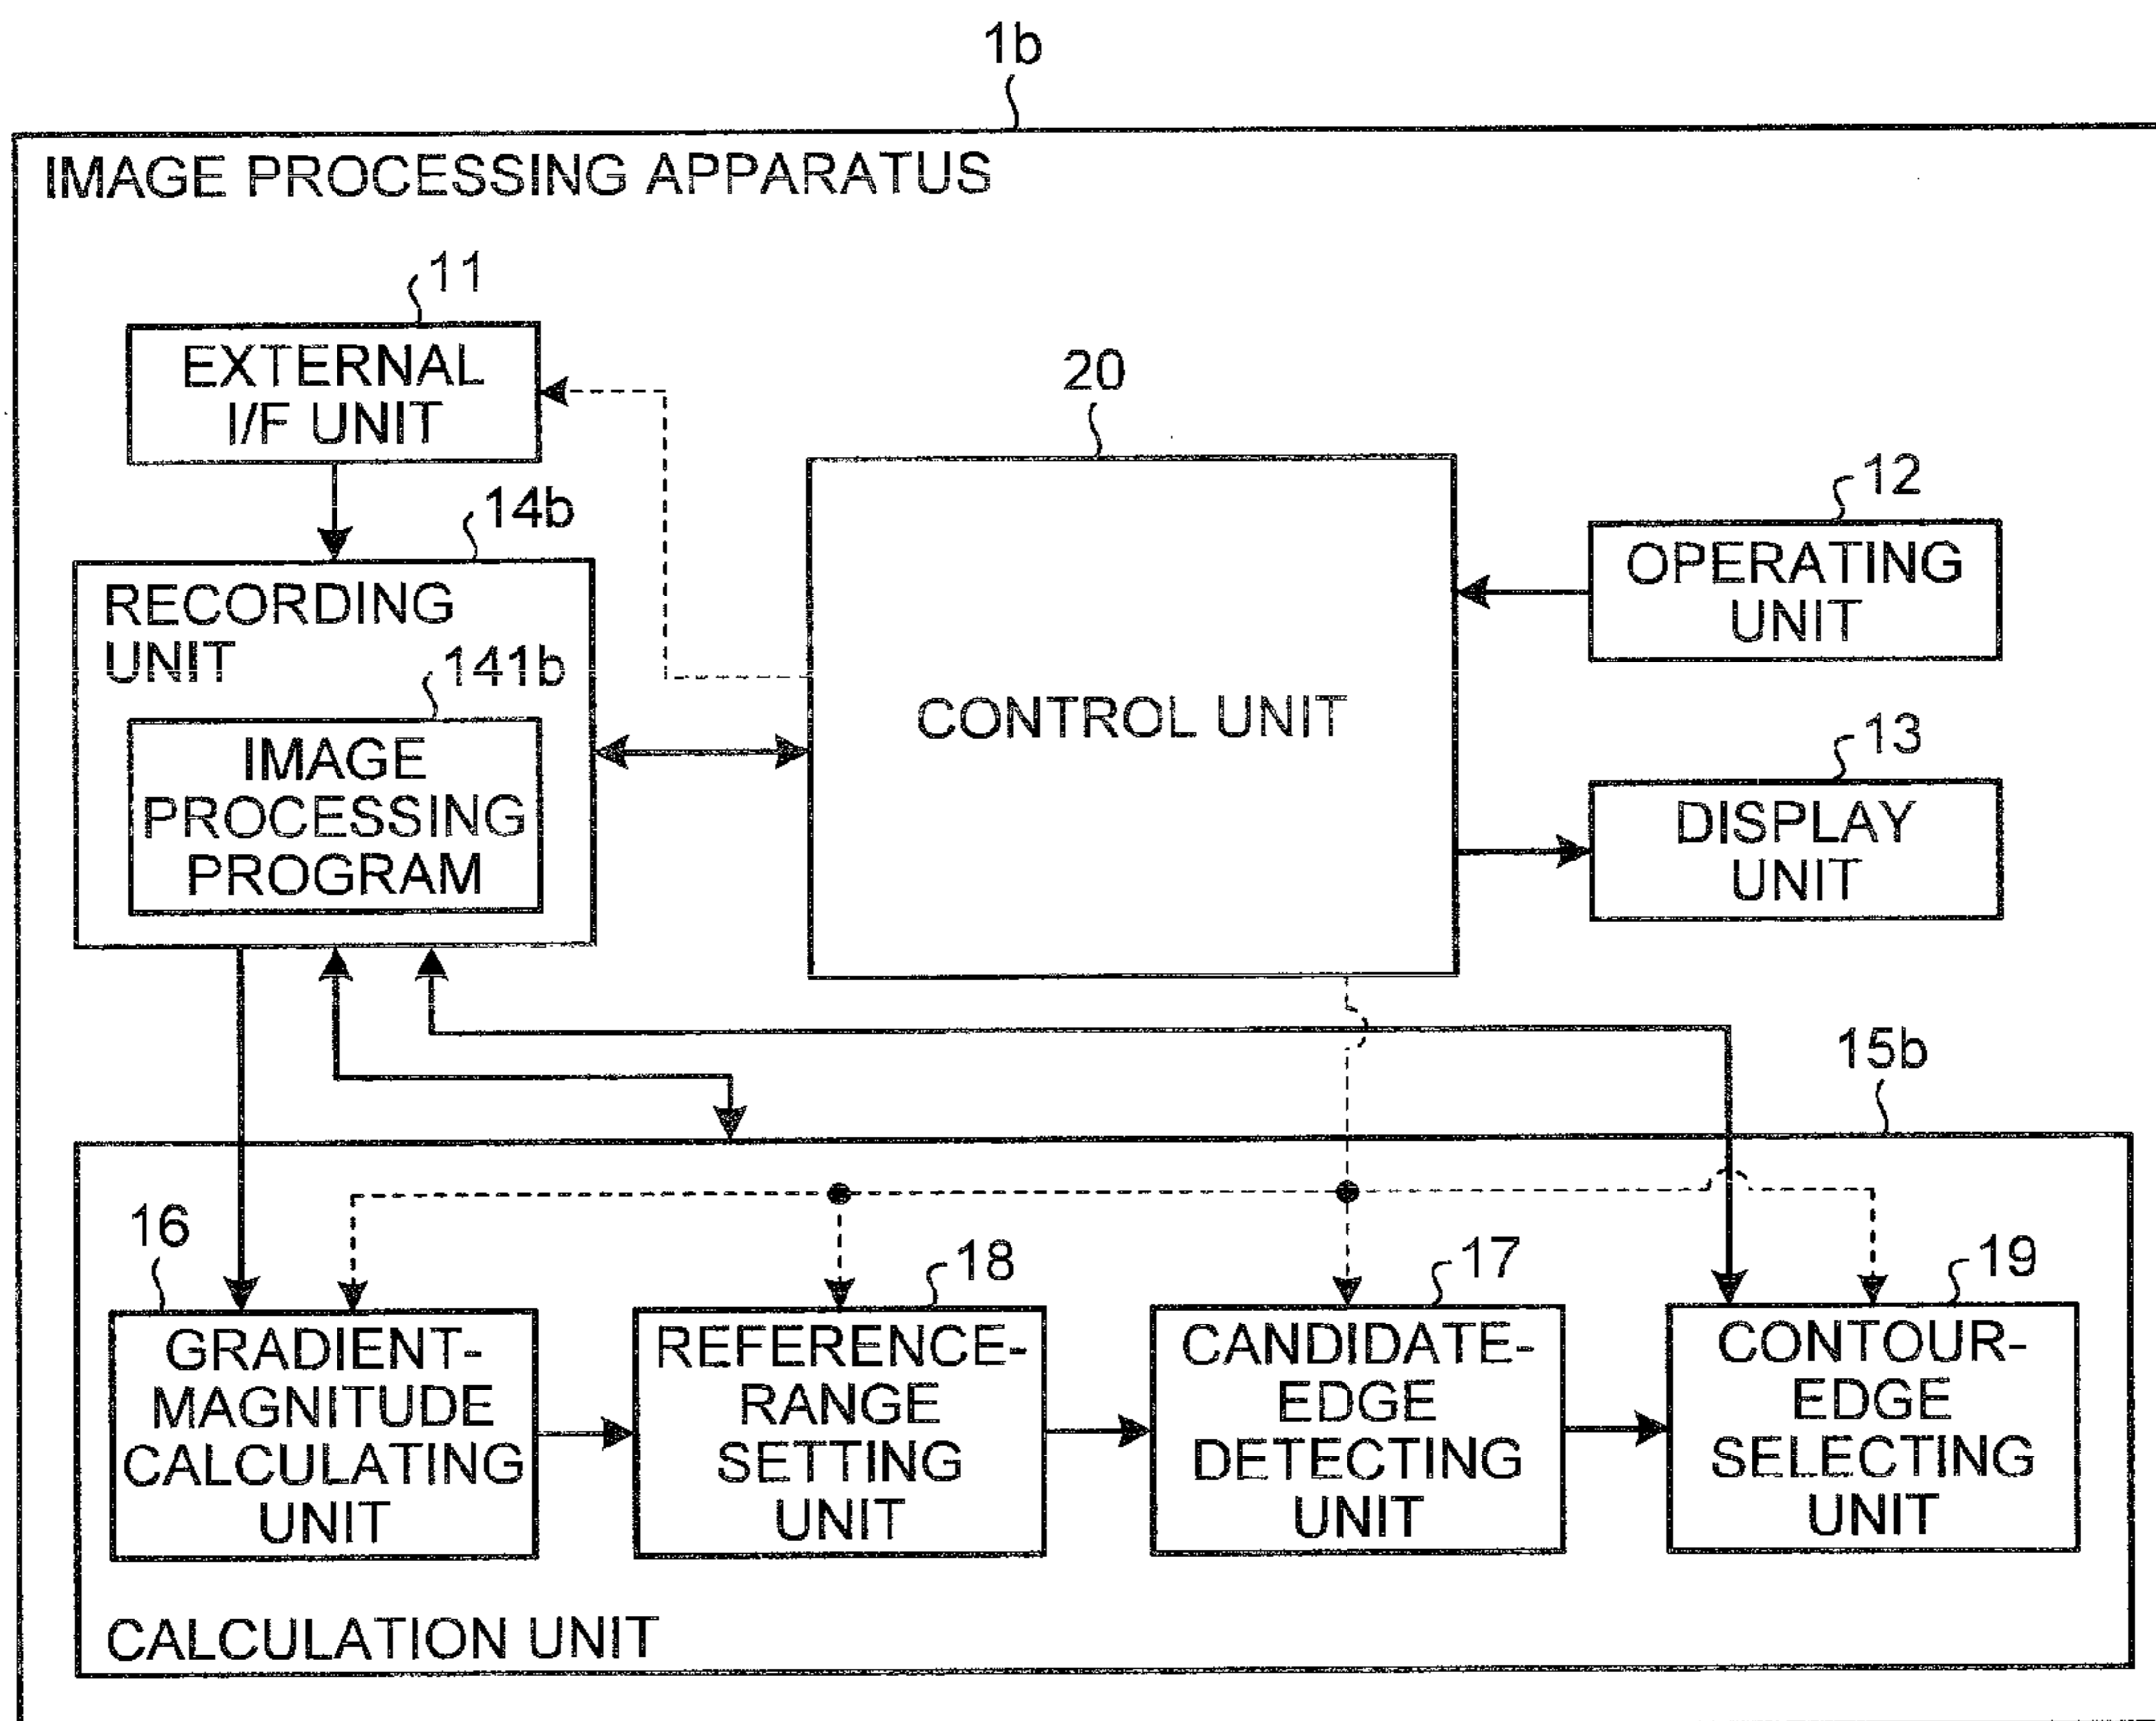 1b
IMAGE PROCESSING APPARATUS
11
EXTERNAL
I/F UNIT
20
CONTROL UNIT
12
OPERATING
UNIT
13
DISPLAY
UNIT
14b
RECORDING
UNIT
141b
IMAGE
PROCESSING
PROGRAM
15b
16
GRADIENT-
MAGNITUDE
CALCULATING
UNIT
18
REFERENCE-
RANGE
SETTING
UNIT
17
CANDIDATE-
EDGE
DETECTING
UNIT
19
CONTOUR-
EDGE
SELECTING
UNIT
CALCULATION UNIT